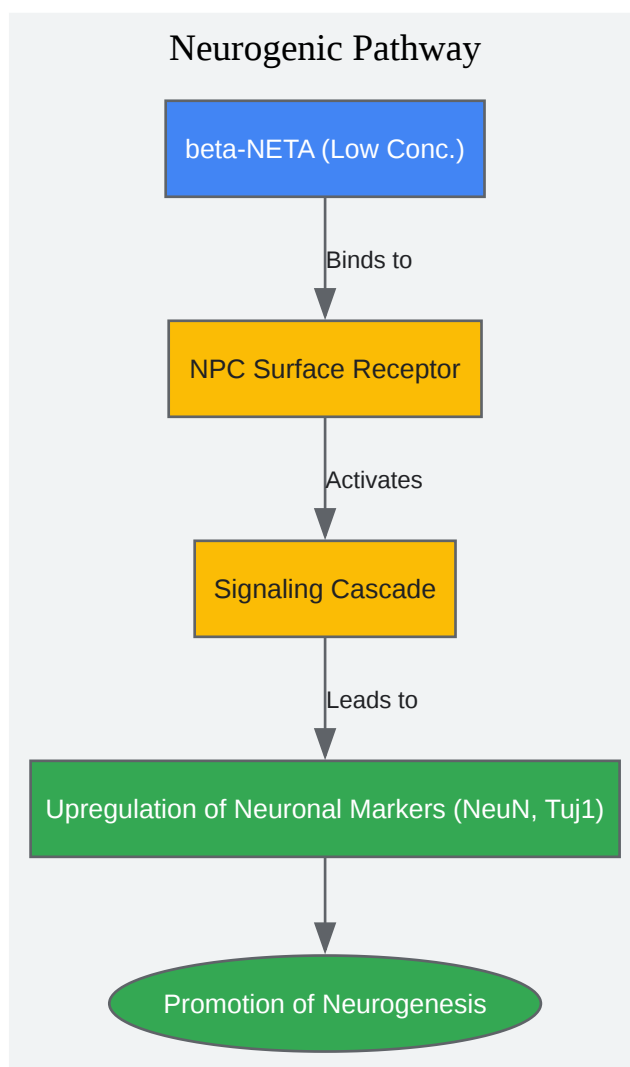 Neurogenic Pathway
beta-NETA (Low Conc.)
Binds to
NPC Surface Receptor
Activates
Signaling Cascade
Leads to
Upregulation of Neuronal Markers (NeuN, Tuj1)
Promotion of Neurogenesis